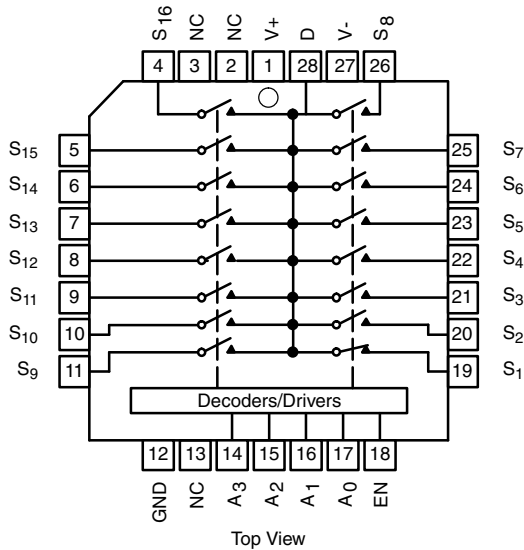 S16 NC NC V+ D V- S8
4 3 2 1 28 27 26
S15 5 25 S7
S14 6 24 S6
S13 7 23 S5
S12 8 22 S4
S11 9 21 S3
S10 10 20 S2
S9 11 19 S1
Decoders/Drivers
12 13 14 15 16 17 18
GND NC A3 A2 A1 A0 EN
Top View